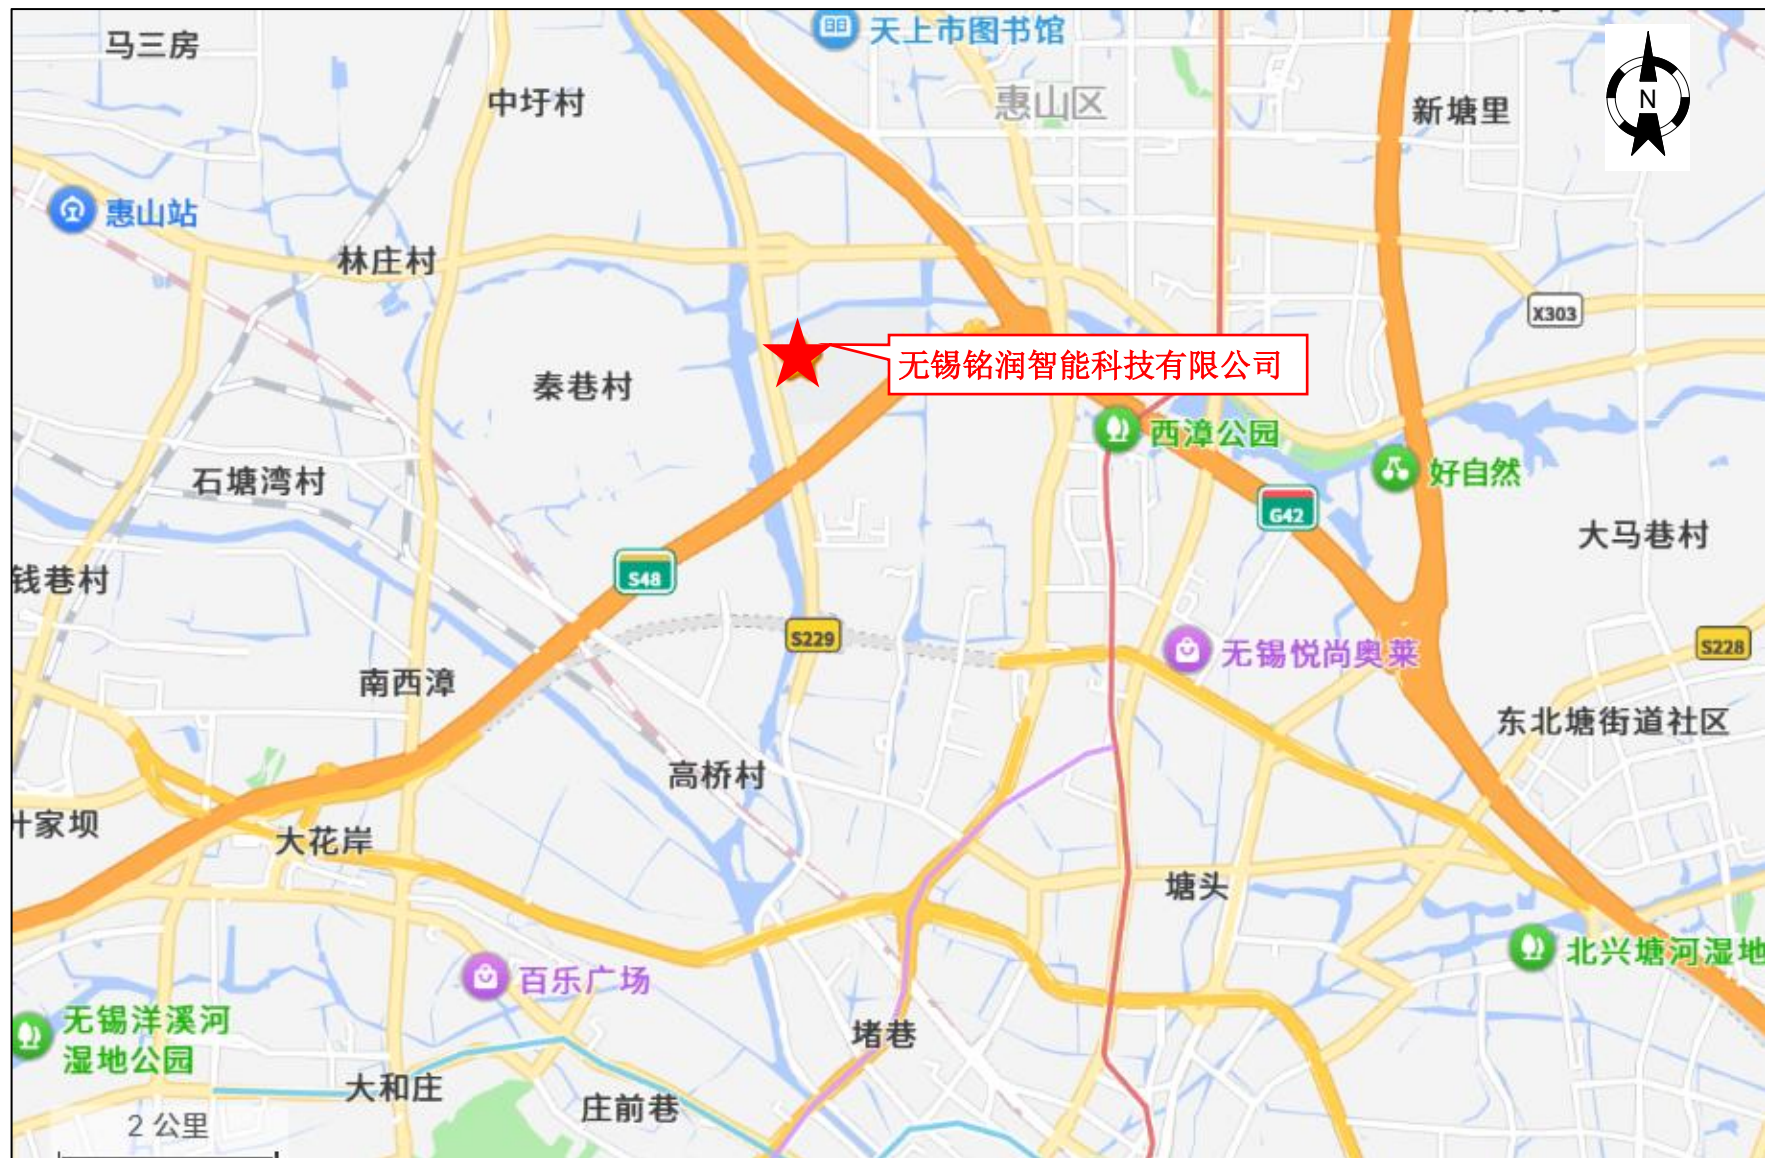 马三房
天上市图书馆
中圩村
惠山区
新塘里
N
惠山站
林庄村
X303
无锡铭润智能科技有限公司
秦巷村
西漳公园
好自然
石塘湾村
G42
大马巷村
钱巷村
S48
S229
无锡悦尚奥莱
S228
南西漳
东北塘街道社区
高桥村
叶家坝
大花岸
塘头
北兴塘河湿地
百乐广场
无锡洋溪河
湿地公园
堵巷
大和庄
庄前巷
2 公里